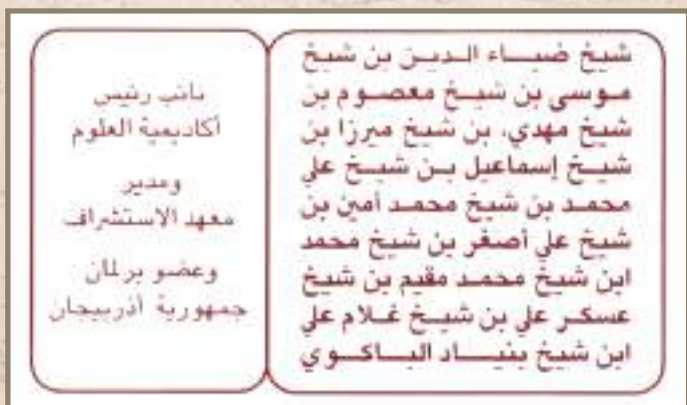 شيخ ضياء الدين بن شيخ
موسى بن شيخ معصوم بن
شيخ مهدي، بن شيخ ميرزا بن
شيخ إسماعيل بن شيخ علي
محمد بن شيخ محمد أمين بن
شيخ علي أصغر بن شيخ محمد
ابن شيخ محمد مقيم بن شيخ
عسكر علي بن شيخ غلام علي
ابن شيخ بنياد الباكوي
نائب رئيس
أكاديمية العلوم
ومدير
معهد الاستشراف
وعضو برلمان
جمهورية أذربيجان